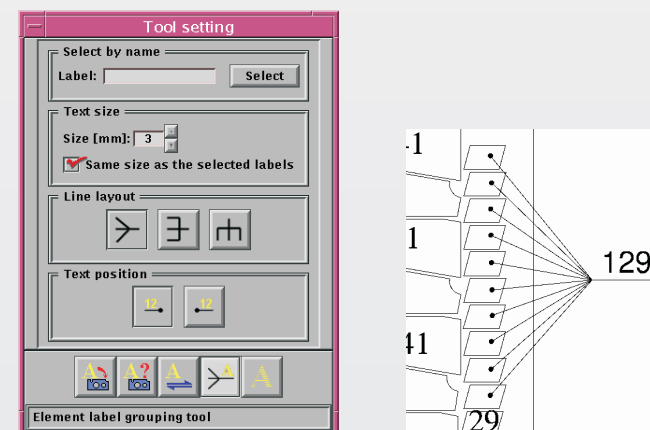 Tool setting
Select by name
Label:
Select
Text size
Size [mm]: 3
Same size as the selected labels
Line layout
Text position
12
12
A
A?
A
A
A
Element label grouping tool
1
1
41
29
129